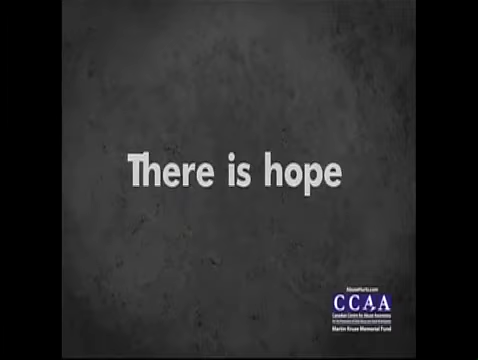 There is hope
AbuseHurts.com
CCAA
Canadian Centre for Abuse Awareness
Martin Kruze Memorial Fund